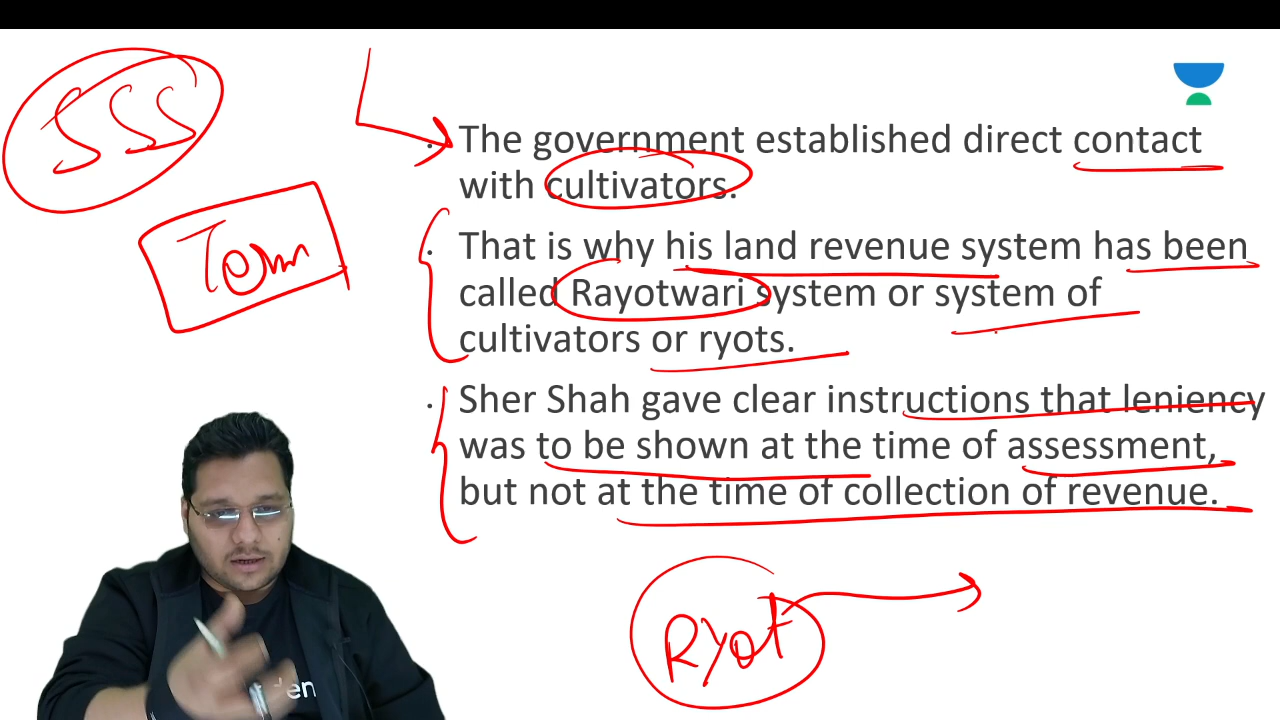 SSS
Term
The government established direct contact
with cultivators.
That is why his land revenue system has been
called Rayotwari system or system of
cultivators or ryots.
Sher Shah gave clear instructions that leniency
was to be shown at the time of assessment,
but not at the time of collection of revenue.
Ryot
en